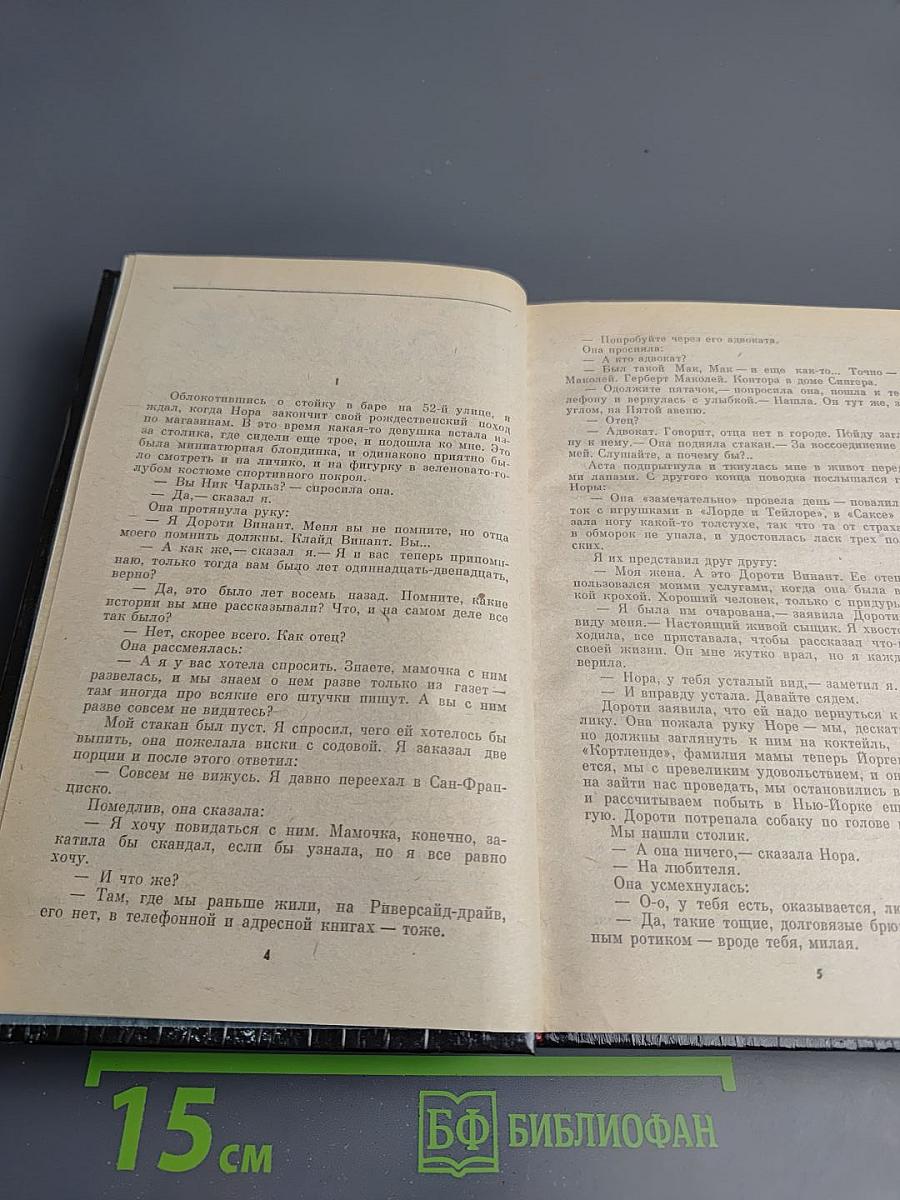 1
Облокотившись о стойку в баре на 52-й улице, я
ждал, когда Нора закончит свой рождественский поход
по магазинам. В это время какая-то девушка встала из-
за столика, где сидели еще трое, и подошла ко мне. Это
была миниатюрная блондинка, и одинаково приятно бы-
ло смотреть и на личико, и на фигурку в зеленовато-го-
лубом костюме спортивного покроя.
— Вы Ник Чарльз? — спросила она.
— Да,— сказал я.
Она протянула руку:
— Я Дороти Винант. Меня вы не помните, но отца
моего помнить должны. Клайд Винант. Вы...
— А как же,— сказал я.— Я и вас теперь припоми-
наю, только тогда вам было лет одиннадцать-двенадцать,
верно?
— Да, это было лет восемь назад. Помните, какие
истории вы мне рассказывали? Что, и на самом деле все
так было?
— Нет, скорее всего. Как отец?
Она рассмеялась:
— А я у вас хотела спросить. Знаете, мамочка с ним
развелась, и мы знаем о нем разве только из газет —
там иногда про всякие его штучки пишут. А вы с ним
разве совсем не видитесь?
Мой стакан был пуст. Я спросил, чего ей хотелось бы
выпить, она пожелала виски с содовой. Я заказал две
порции и после этого ответил:
— Совсем не вижусь. Я давно переехал в Сан-Фран-
циско.
Помедлив, она сказала:
— Я хочу повидаться с ним. Мамочка, конечно, за-
катила бы скандал, если бы узнала, но я все равно
хочу.
— И что же?
— Там, где мы раньше жили, на Риверсайд-драйв,
его нет, в телефонной и адресной книгах — тоже.
4
— Попробуйте через его адвоката.
Она просияла:
— А кто адвокат?
— Был такой Мак, Мак — и еще как-то... Точно —
Маколей. Герберт Маколей. Контора в доме Сингера.
— Одолжите пятачок,— попросила она, пошла к те-
лефону и вернулась с улыбкой.— Нашла. Он тут же, за
углом, на Пятой авеню.
— Отец?
— Адвокат. Говорит, отца нет в городе. Пойду загл
ну к нему.— Она подняла стакан.— За воссоединение
мей. Слушайте, а почему бы?..
Аста подпрыгнула и ткнулась мне в живот пере
ми лапами. С другого конца поводка послышался г
Норы:
— Она «замечательно» провела день — повалил
ток с игрушками в «Лорде и Тейлоре», в «Саксе»
зала ногу какой-то толстухе, так что та от страха
в обморок не упала, и удостоилась ласк трех по
ских.
Я их представил друг другу:
— Моя жена. А это Дороти Винант. Ее отец
пользовался моими услугами, когда она была в
кой крохой. Хороший человек, только с придурь
— Я была им очарована,— заявила Дороти
виду меня.— Настоящий живой сыщик. Я хвост
ходила, все приставала, чтобы рассказал что-
своей жизни. Он мне жутко врал, но я кажд
верила.
— Нора, у тебя усталый вид,— заметил я.
— И вправду устала. Давайте сядем.
Дороти заявила, что ей надо вернуться к
лику. Она пожала руку Норе — мы, дескат
но должны заглянуть к ним на коктейль,
«Кортленде», фамилия мамы теперь Йорген
ется, мы с превеликим удовольствием, и он
на зайти нас проведать, мы остановились в
и рассчитываем побыть в Нью-Йорке ещ
гую. Дороти потрепала собаку по голове
Мы нашли столик.
— А она ничего,— сказала Нора.
— На любителя.
Она усмехнулась:
— О-о, у тебя есть, оказывается, лю
— Да, такие тощие, долговязые брю
ным ротиком — вроде тебя, милая.
5
15 см
БФ БИБЛИОФАН